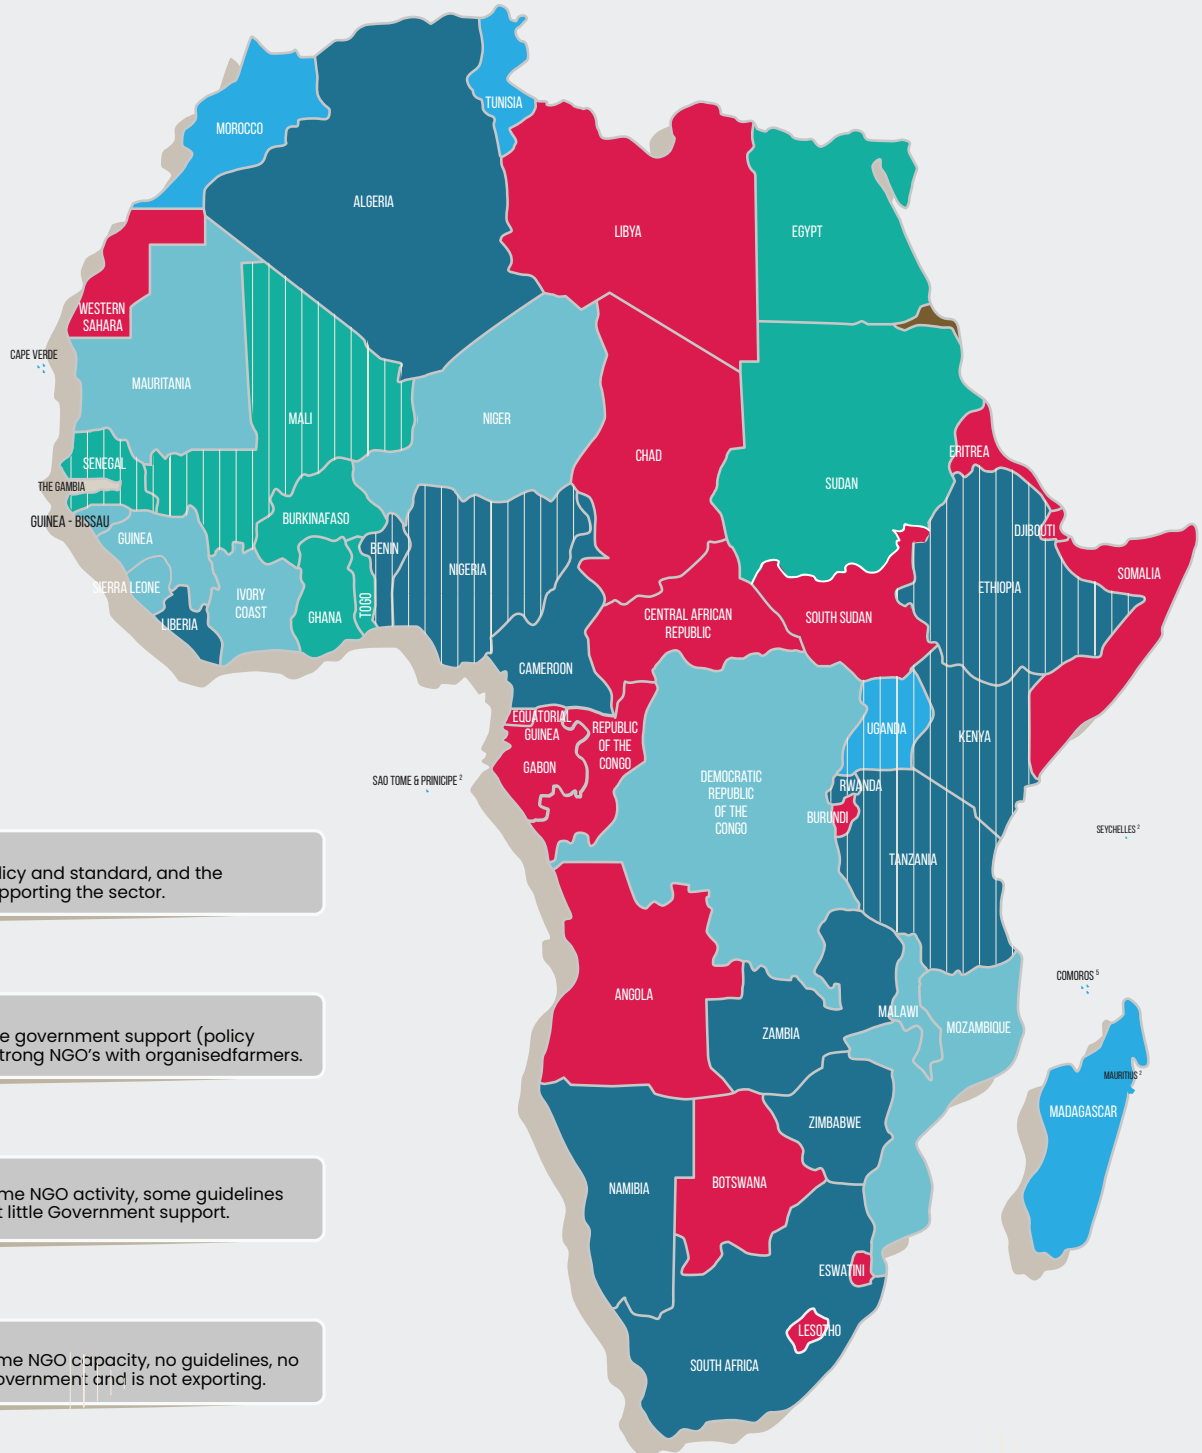 TUNISIA
MOROCCO
ALGERIA
LIBYA
EGYPT
WESTERN
SAHARA
CAPE VERDE
MAURITANIA
MALI
NIGER
CHAD
SUDAN
ERITREA
SENEGAL
THE GAMBIA
GUINEA - BISSAU
GUINEA
BURKINAFASO
BENIN
NIGERIA
DJIBOUTI
SOMALIA
ETHIOPIA
SIERRA LEONE
LIBERIA
IVORY
COAST
GHANA
TOGO
CENTRAL AFRICAN
REPUBLIC
SOUTH SUDAN
CAMEROON
EQUATORIAL
GUINEA
GABON
REPUBLIC
OF THE
CONGO
UGANDA
KENYA
SAO TOME & PRINICIPE 2
DEMOCRATIC
REPUBLIC
OF THE
CONGO
RWANDA
BURUNDI
TANZANIA
SEYCHELLES 2
licy and standard, and the
pporting the sector.
COMOROS 5
ANGOLA
ZAMBIA
MALAWI
MOZAMBIQUE
e government support (policy
trong NGO's with organisedfarmers.
MAURITIUS 2
MADAGASCAR
ZIMBABWE
NAMIBIA
BOTSWANA
me NGO activity, some guidelines
t little Government support.
ESWATINI
LESOTHO
SOUTH AFRICA
me NGO capacity, no guidelines, no
overnment and is not exporting.